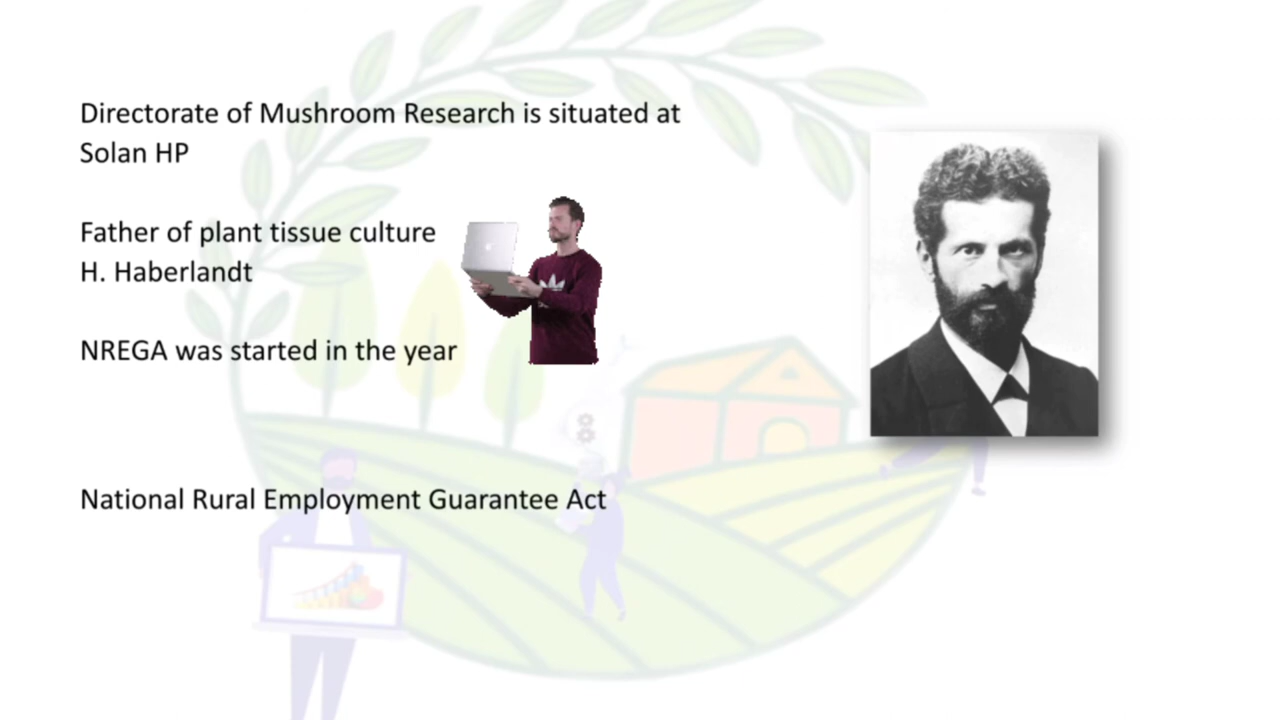 Directorate of Mushroom Research is situated at
Solan HP
Father of plant tissue culture
H. Haberlandt
NREGA was started in the year
National Rural Employment Guarantee Act